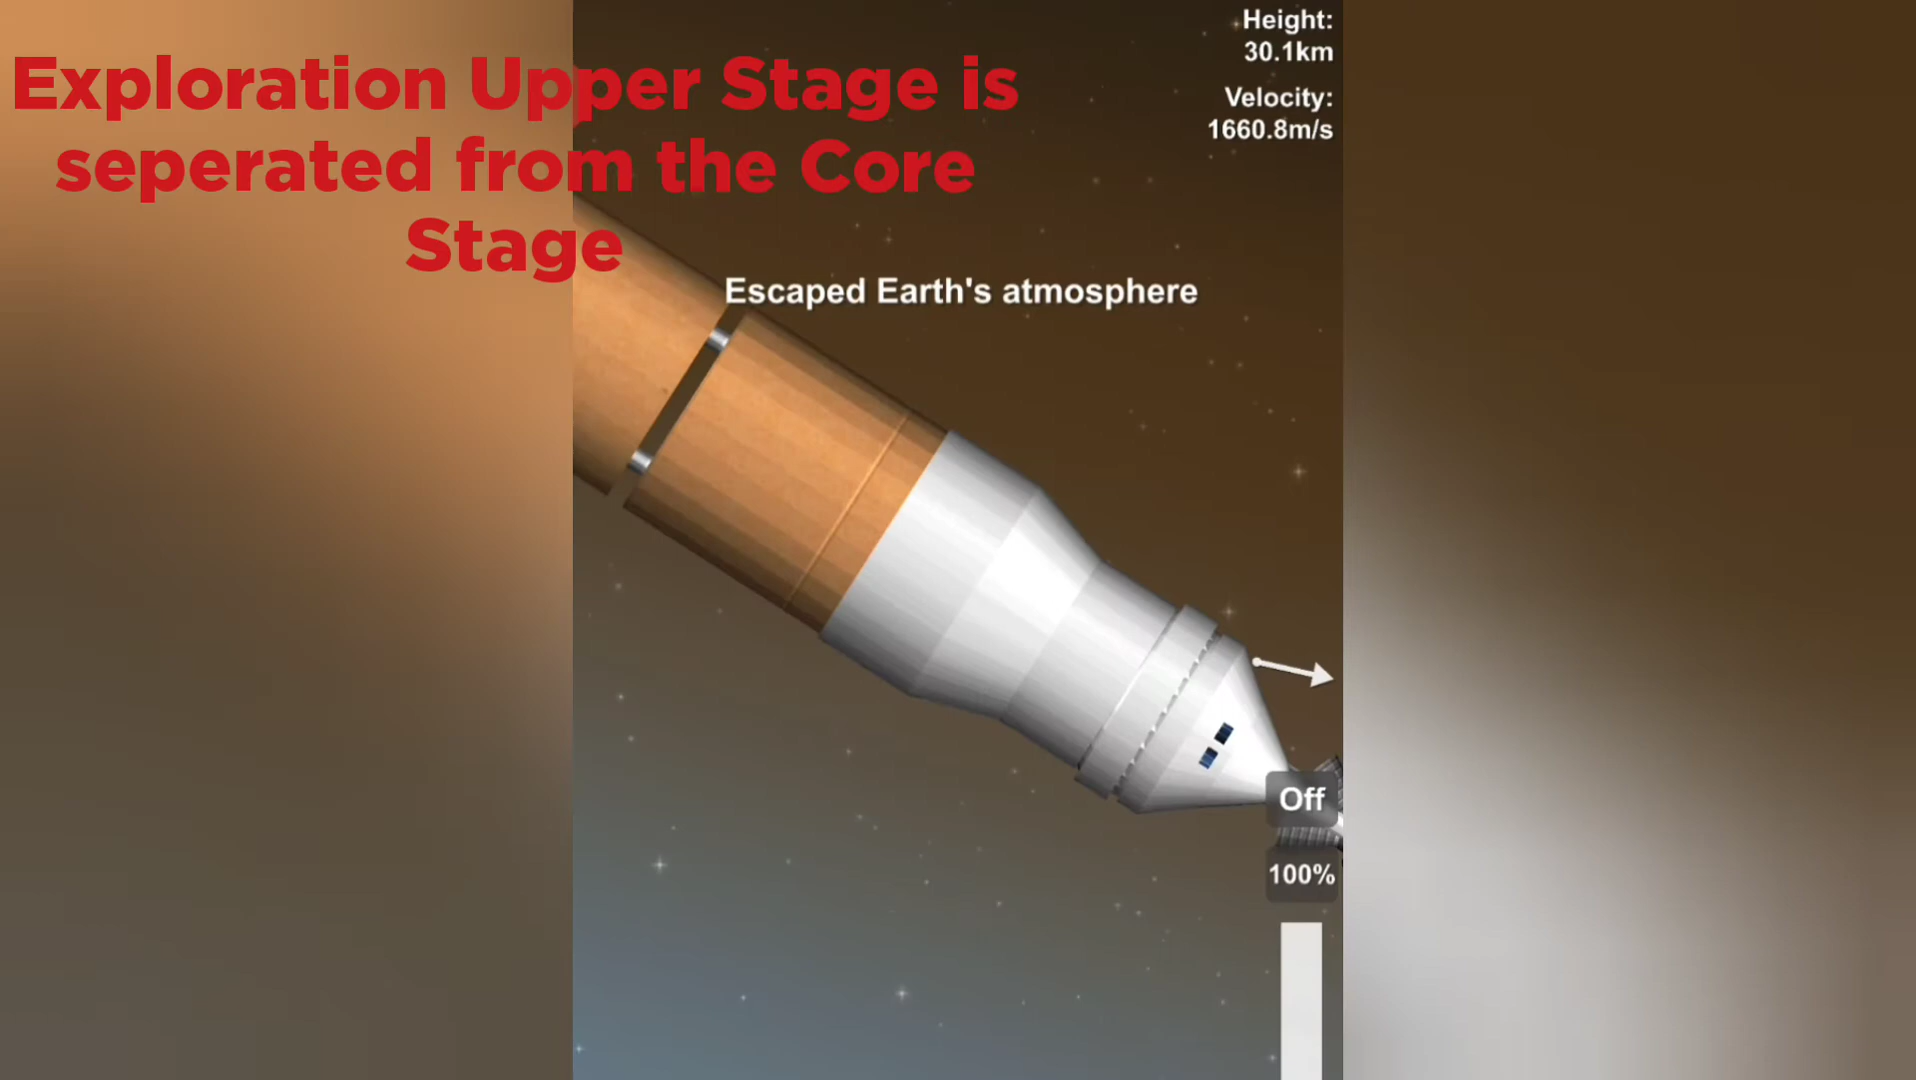 Exploration Upper Stage is
seperated from the Core
Stage
Height:
30.1km
Velocity:
1660.8m/s
Escaped Earth's atmosphere
Off
100%